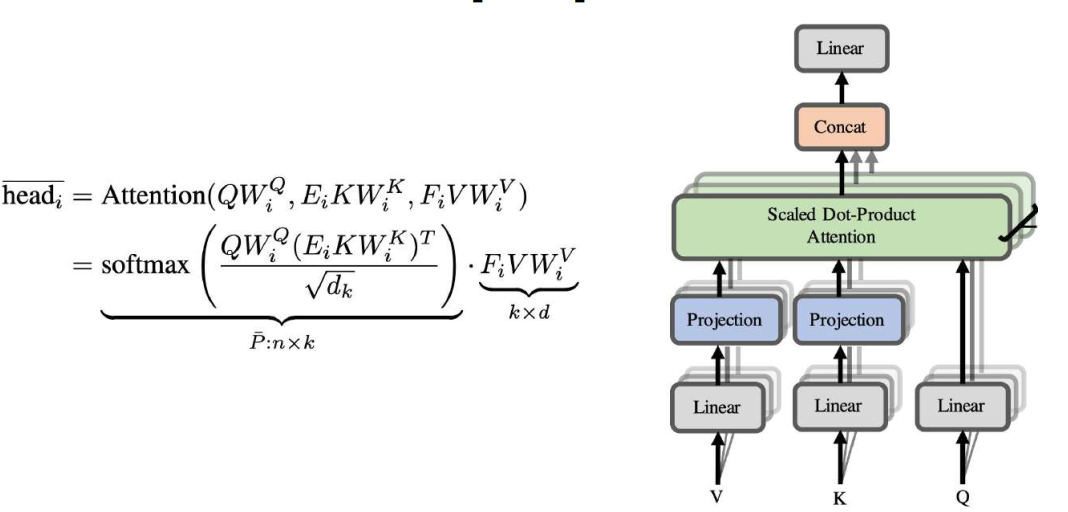 $\overline{\text{head}_i} = \text{Attention}(QW_i^Q, E_iKW_i^K, F_iVW_i^V)$
$= \underbrace{\text{softmax}\left(\frac{QW_i^Q(E_iKW_i^K)^T}{\sqrt{d_k}}\right)}_{\bar{P}:n\times k} \cdot \underbrace{F_iVW_i^V}_{k\times d}$
Linear
Concat
Scaled Dot-Product
Attention
Projection
Projection
Linear
Linear
Linear
V
K
Q